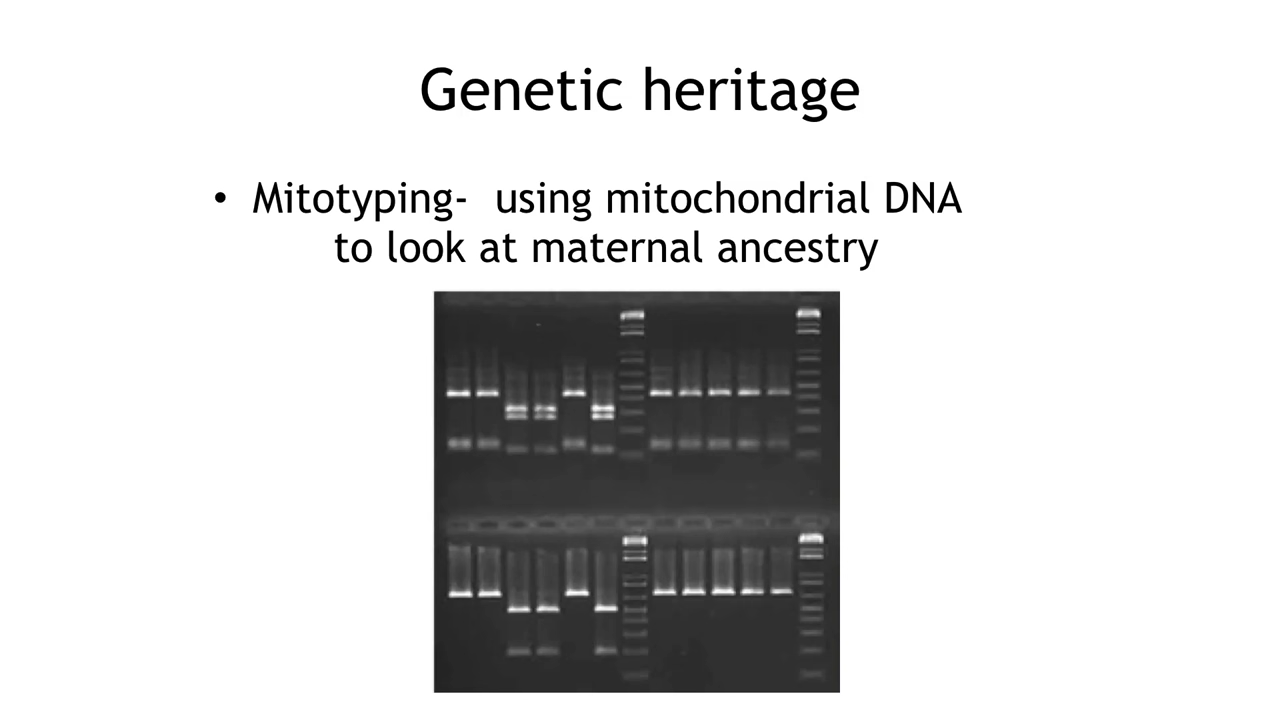 Genetic heritage
• Mitotyping-  using mitochondrial DNA
to look at maternal ancestry